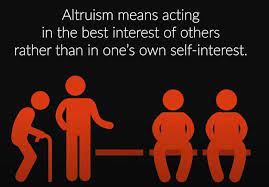 Altruism means acting
in the best interest of others
rather than in one's own self-interest.